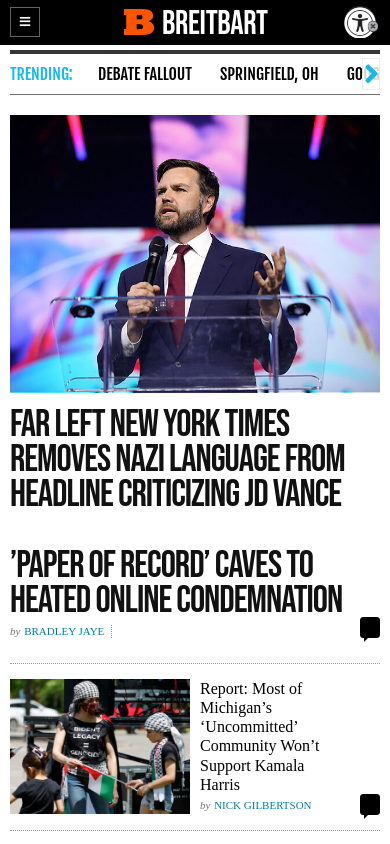 BREITBART
TRENDING: DEBATE FALLOUT SPRINGFIELD, OH
FAR LEFT NEW YORK TIMES
REMOVES NAZI LANGUAGE FROM
HEADLINE CRITICIZING JD VANCE
’PAPER OF RECORD’ CAVES TO
HEATED ONLINE CONDEMNATION
by BRADLEY JAYE
BIDEN'S
LEGACY
=
GENOCIDE
Report: Most of
Michigan’s
‘Uncommitted’
Community Won’t
Support Kamala
Harris
by NICK GILBERTSON